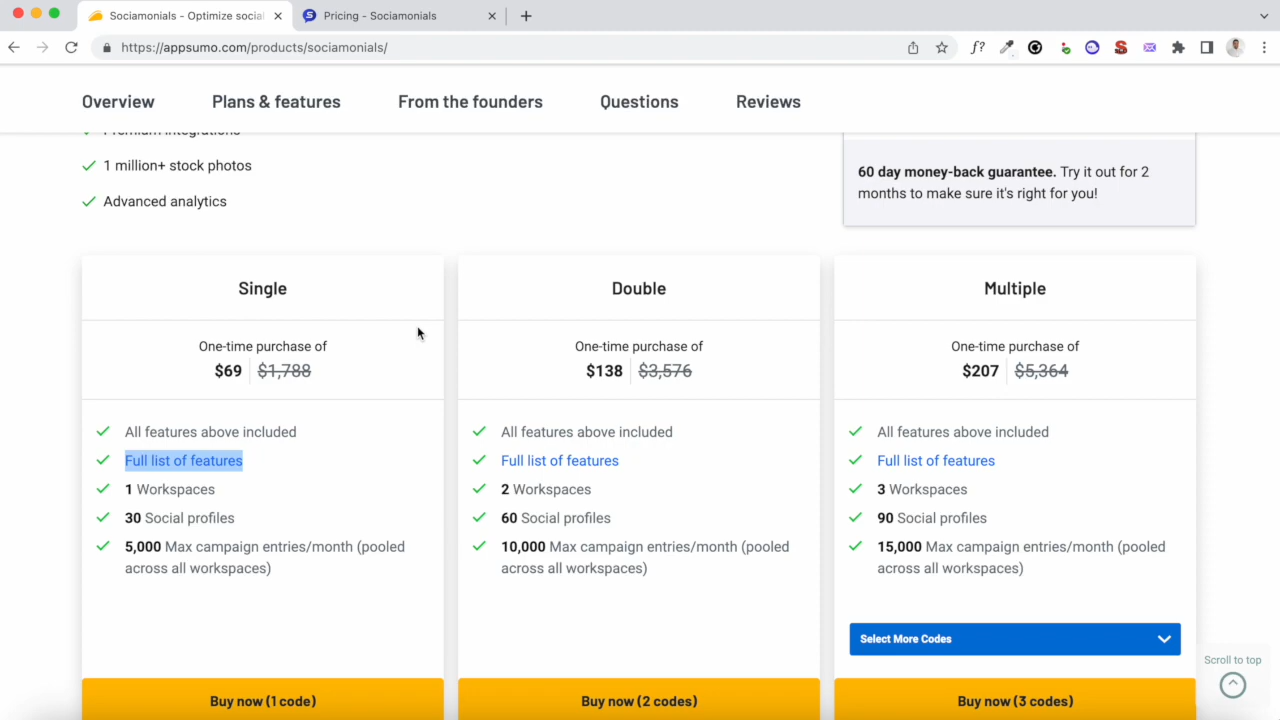 Sociamonials - Optimize social
Pricing - Sociamonials
https://appsumo.com/products/sociamonials/
f?
Overview
Plans & features
From the founders
Questions
Reviews
Premium integrations
1 million+ stock photos
Advanced analytics
60 day money-back guarantee. Try it out for 2
months to make sure it's right for you!
Single
One-time purchase of
$69 $1,788
All features above included
Full list of features
1 Workspaces
30 Social profiles
5,000 Max campaign entries/month (pooled
across all workspaces)
Buy now (1 code)
Double
One-time purchase of
$138 $3,576
All features above included
Full list of features
2 Workspaces
60 Social profiles
10,000 Max campaign entries/month (pooled
across all workspaces)
Buy now (2 codes)
Multiple
One-time purchase of
$207 $5,364
All features above included
Full list of features
3 Workspaces
90 Social profiles
15,000 Max campaign entries/month (pooled
across all workspaces)
Select More Codes
Buy now (3 codes)
Scroll to top